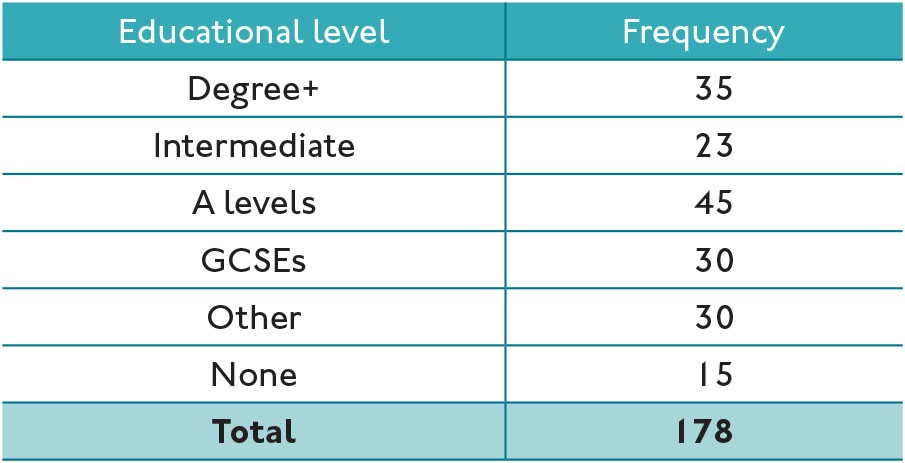 Educational level Frequency
Degree+ 35
Intermediate 23
A levels 45
GCSEs 30
Other 30
None 15
Total 178